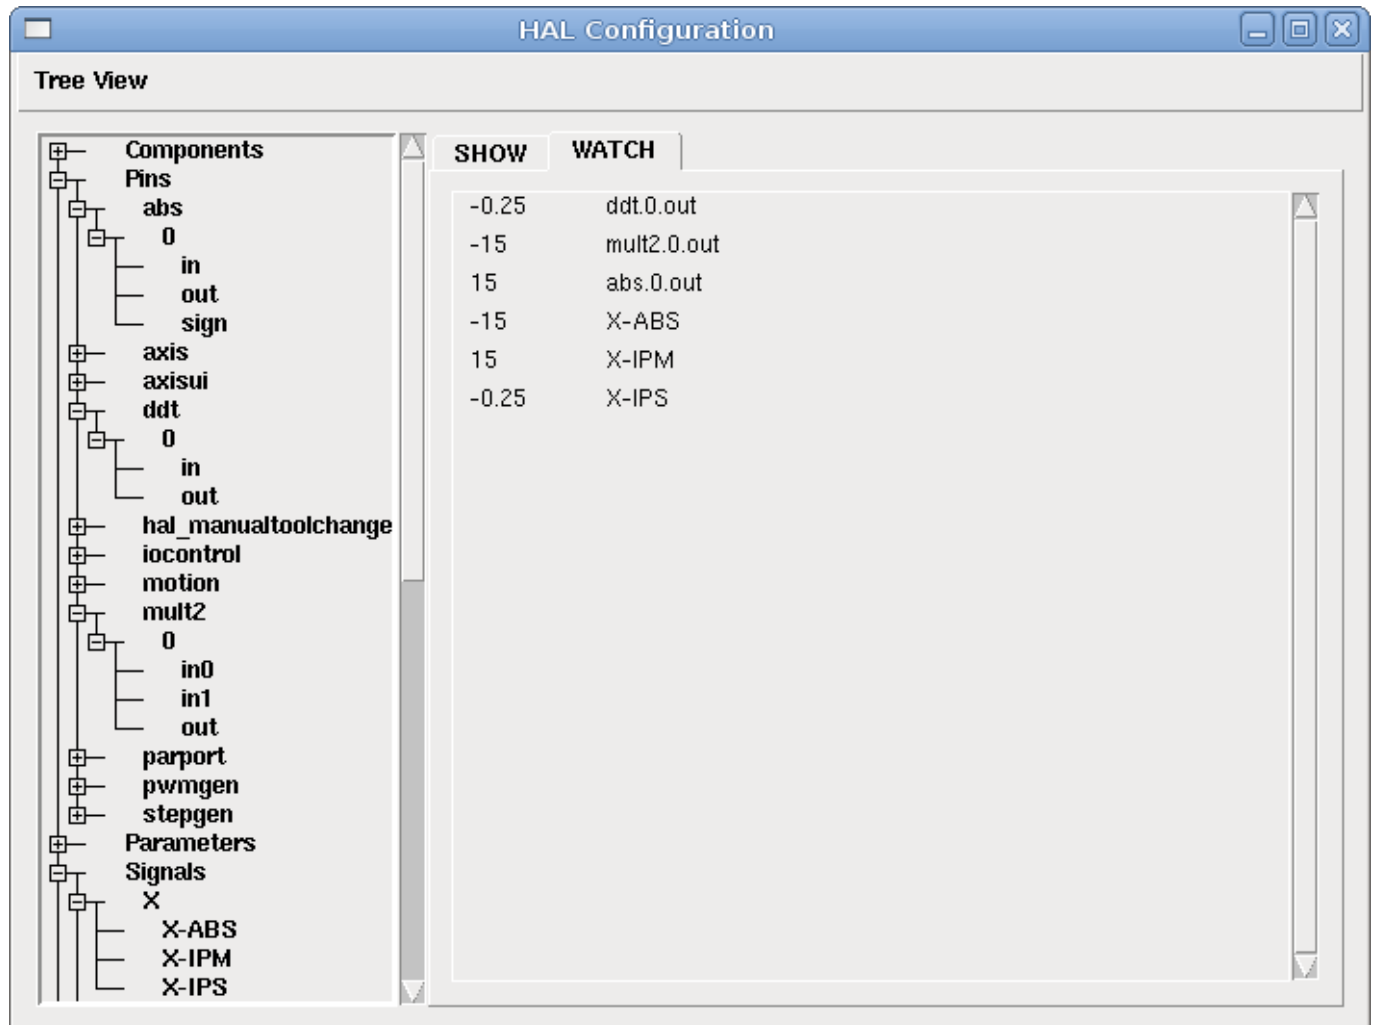 HAL Configuration
Tree View
Components
Pins
abs
0
in
out
sign
axis
axisui
ddt
0
in
out
hal_manualtoolchange
iocontrol
motion
mult2
0
in0
in1
out
parport
pwmgen
stepgen
Parameters
Signals
X
X-ABS
X-IPM
X-IPS
SHOW WATCH
-0.25 ddt.0.out
-15 mult2.0.out
15 abs.0.out
-15 X-ABS
15 X-IPM
-0.25 X-IPS